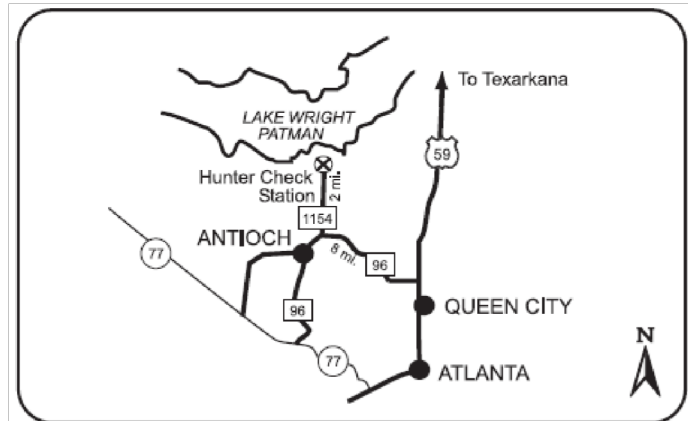 To Texarkana
LAKE WRIGHT
PATMAN
59
Hunter Check
Station
2 mi.
1154
ANTIOCH
77
8 mi.
96
96
QUEEN CITY
N
77
ATLANTA